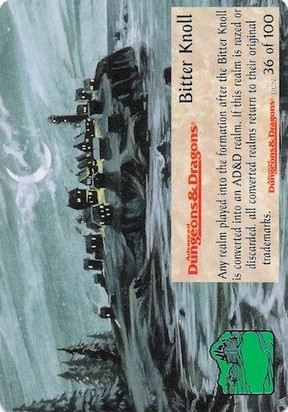 Advanced
Dungeons&Dragons®
Bitter Knoll
Any realm played into the formation after the Bitter Knoll
is converted into an AD&D realm. If this realm is razed or
discarded, all converted realms return to their original
trademarks.
Dungeons&Dragons®
36 of 100